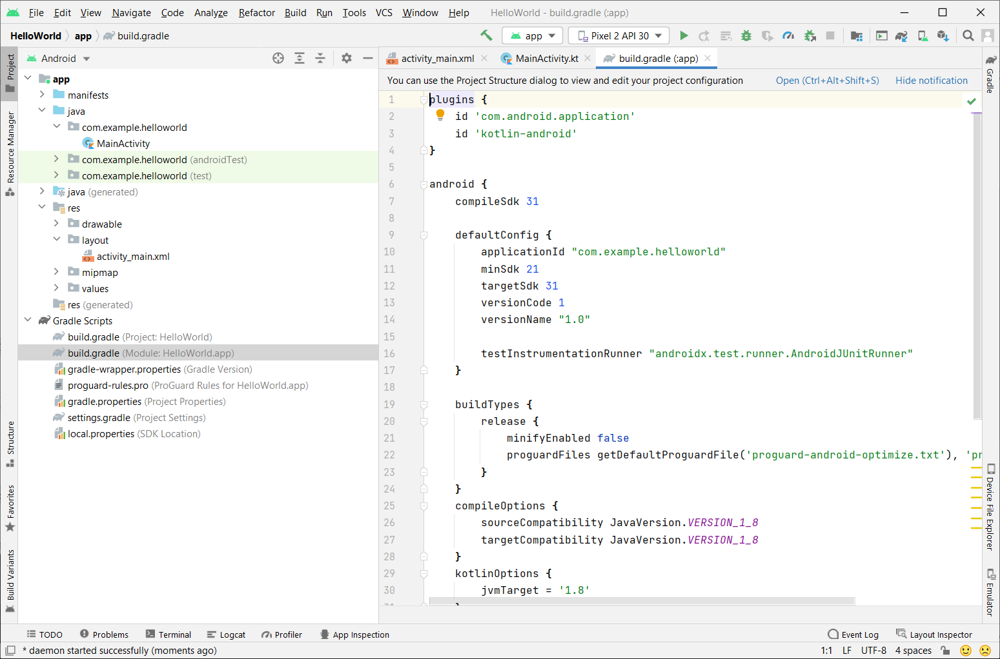 File Edit View Navigate Code Analyze Refactor Build Run Tools VCS Window Help HelloWorld - build.gradle (:app)
HelloWorld app build.gradle app Pixel 2 API 30
Project
Resource Manager
Structure
Favorites
Build Variants
Android
app
manifests
java
com.example.helloworld
MainActivity
com.example.helloworld (androidTest)
com.example.helloworld (test)
java (generated)
res
drawable
layout
activity_main.xml
mipmap
values
res (generated)
Gradle Scripts
build.gradle (Project: HelloWorld)
build.gradle (Module: HelloWorld.app)
gradle-wrapper.properties (Gradle Version)
proguard-rules.pro (ProGuard Rules for HelloWorld.app)
gradle.properties (Project Properties)
settings.gradle (Project Settings)
local.properties (SDK Location)
activity_main.xml MainActivity.kt build.gradle (:app)
You can use the Project Structure dialog to view and edit your project configuration Open (Ctrl+Alt+Shift+S) Hide notification
1 plugins {
2 id 'com.android.application'
3 id 'kotlin-android'
4 }
5
6 android {
7 compileSdk 31
8
9 defaultConfig {
10 applicationId "com.example.helloworld"
11 minSdk 21
12 targetSdk 31
13 versionCode 1
14 versionName "1.0"
15
16 testInstrumentationRunner "androidx.test.runner.AndroidJUnitRunner"
17 }
18
19 buildTypes {
20 release {
21 minifyEnabled false
22 proguardFiles getDefaultProguardFile('proguard-android-optimize.txt'), 'pr
23 }
24 }
25 compileOptions {
26 sourceCompatibility JavaVersion.VERSION_1_8
27 targetCompatibility JavaVersion.VERSION_1_8
28 }
29 kotlinOptions {
30 jvmTarget = '1.8'
Gradle
Device File Explorer
Emulator
TODO Problems Terminal Logcat Profiler App Inspection Event Log Layout Inspector
* daemon started successfully (moments ago) 1:1 LF UTF-8 4 spaces